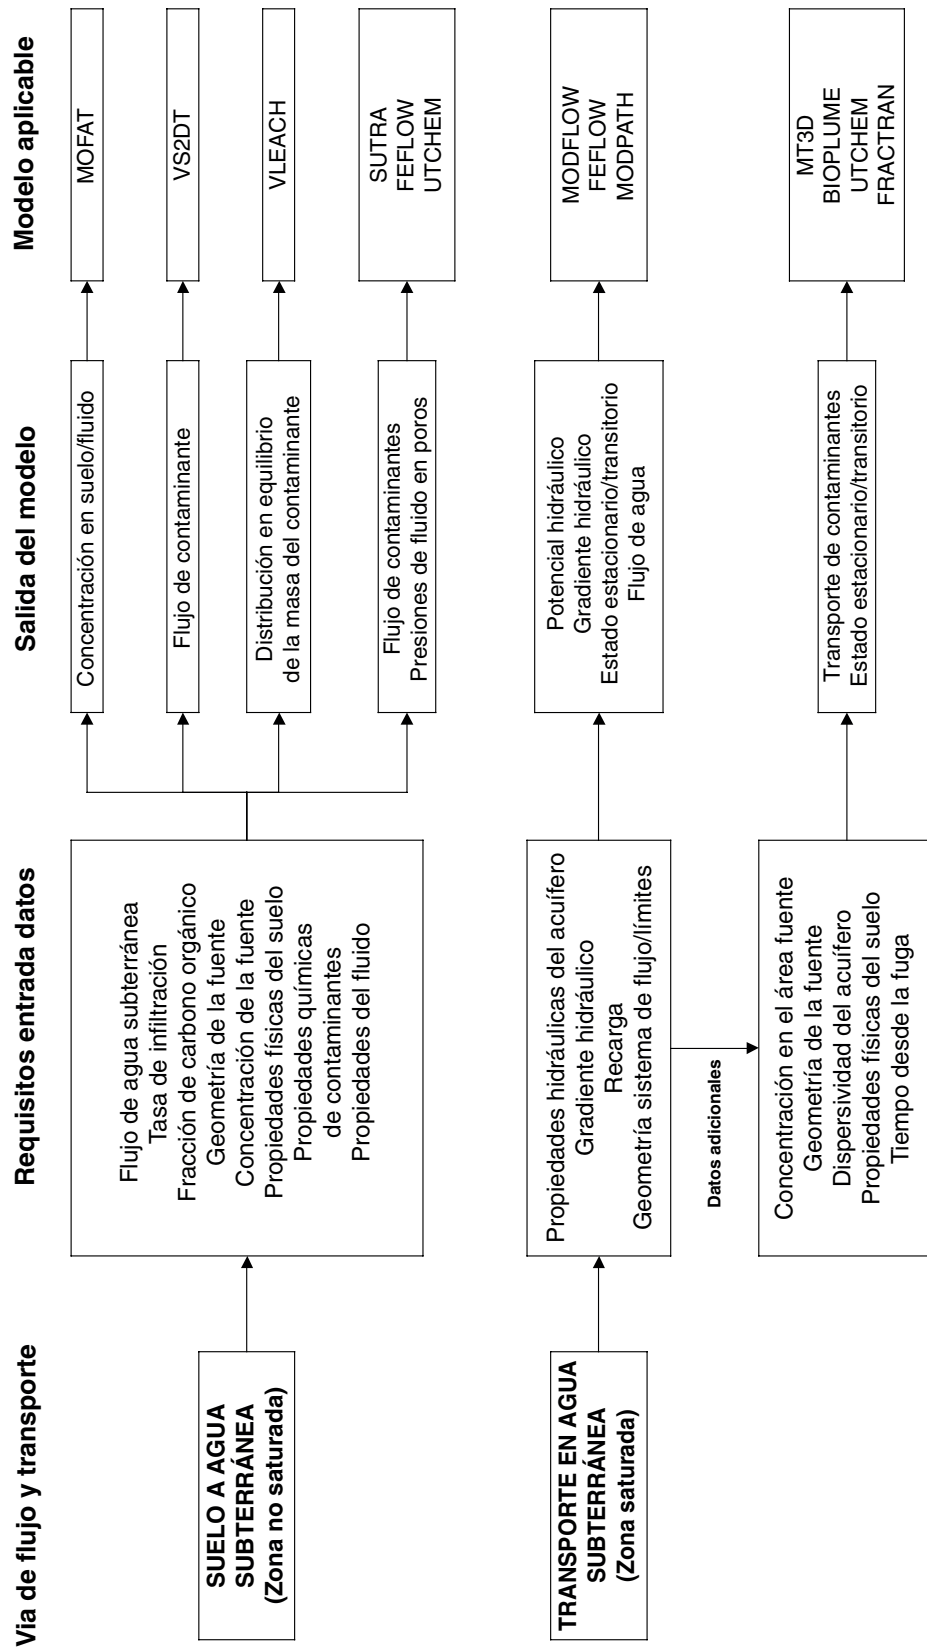 Via de flujo y transporte
Requisitos entrada datos
Salida del modelo
Modelo aplicable
SUELO A AGUA
SUBTERRÁNEA
(Zona no saturada)
Flujo de agua subterránea
Tasa de infiltración
Fracción de carbono orgánico
Geometría de la fuente
Concentración de la fuente
Propiedades físicas del suelo
Propiedades químicas
de contaminantes
Propiedades del fluido
Concentración en suelo/fluido
MOFAT
Flujo de contaminante
VS2DT
Distribución en equilibrio
de la masa del contaminante
VLEACH
Flujo de contaminantes
Presiones de fluido en poros
SUTRA
FEFLOW
UTCHEM
TRANSPORTE EN AGUA
SUBTERRÁNEA
(Zona saturada)
Propiedades hidráulicas del acuífero
Gradiente hidráulico
Recarga
Geometría sistema de flujo/límites
Potencial hidráulico
Gradiente hidráulico
Estado estacionario/transitorio
Flujo de agua
MODFLOW
FEFLOW
MODPATH
Datos adicionales
Concentración en el área fuente
Geometría de la fuente
Dispersividad del acuífero
Propiedades físicas del suelo
Tiempo desde la fuga
Transporte de contaminantes
Estado estacionario/transitorio
MT3D
BIOPLUME
UTCHEM
FRACTRAN